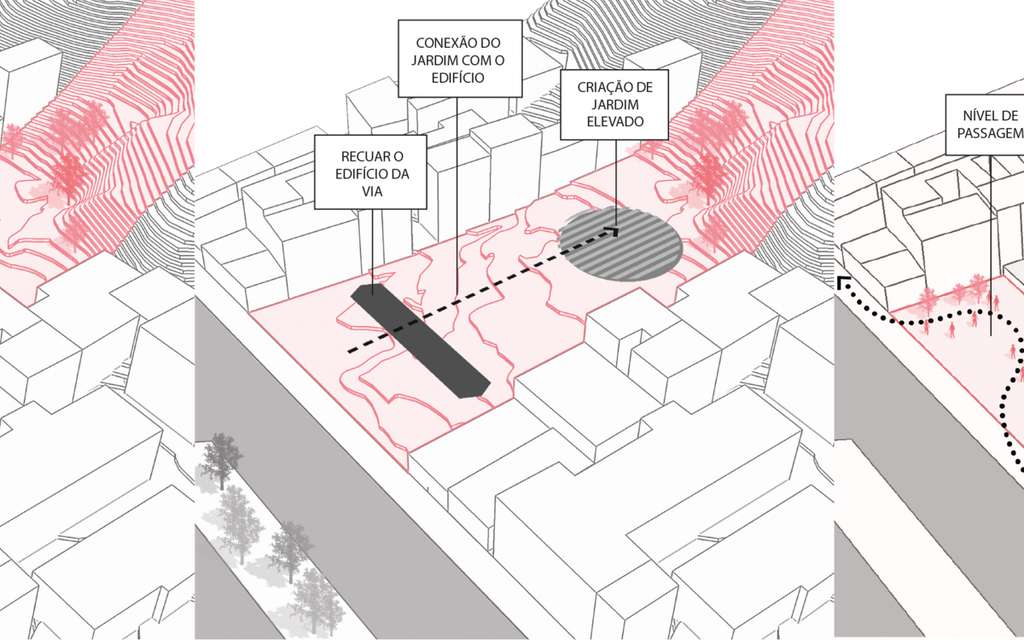 CONEXÃO DO
JARDIM COM O
EDIFÍCIO
CRIAÇÃO DE
JARDIM
ELEVADO
RECUAR O
EDIFÍCIO DA
VIA
NÍVEL DE
PASSAGEM